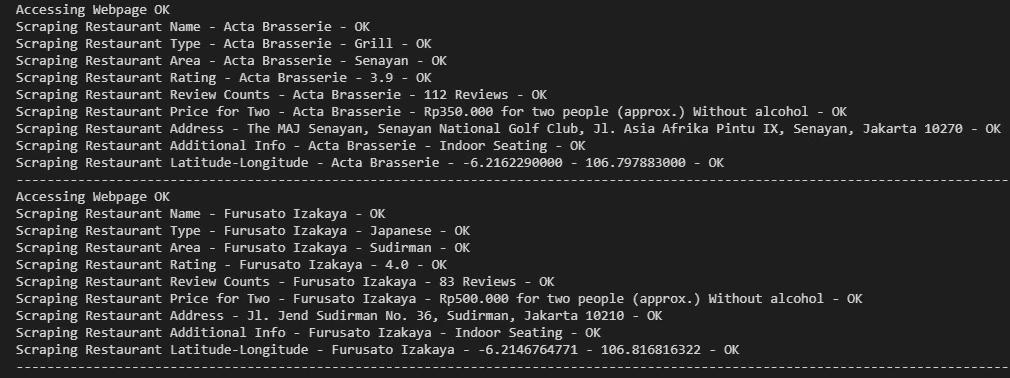 Accessing Webpage OK
Scraping Restaurant Name - Acta Brasserie - OK
Scraping Restaurant Type - Acta Brasserie - Grill - OK
Scraping Restaurant Area - Acta Brasserie - Senayan - OK
Scraping Restaurant Rating - Acta Brasserie - 3.9 - OK
Scraping Restaurant Review Counts - Acta Brasserie - 112 Reviews - OK
Scraping Restaurant Price for Two - Acta Brasserie - Rp350.000 for two people (approx.) Without alcohol - OK
Scraping Restaurant Address - The MAJ Senayan, Senayan National Golf Club, Jl. Asia Afrika Pintu IX, Senayan, Jakarta 10270 - OK
Scraping Restaurant Additional Info - Acta Brasserie - Indoor Seating - OK
Scraping Restaurant Latitude-Longitude - Acta Brasserie - -6.2162290000 - 106.797883000 - OK
----------------------------------------------------------------------------------------------------------------------------------
Accessing Webpage OK
Scraping Restaurant Name - Furusato Izakaya - OK
Scraping Restaurant Type - Furusato Izakaya - Japanese - OK
Scraping Restaurant Area - Furusato Izakaya - Sudirman - OK
Scraping Restaurant Rating - Furusato Izakaya - 4.0 - OK
Scraping Restaurant Review Counts - Furusato Izakaya - 83 Reviews - OK
Scraping Restaurant Price for Two - Furusato Izakaya - Rp500.000 for two people (approx.) Without alcohol - OK
Scraping Restaurant Address - Jl. Jend Sudirman No. 36, Sudirman, Jakarta 10210 - OK
Scraping Restaurant Additional Info - Furusato Izakaya - Indoor Seating - OK
Scraping Restaurant Latitude-Longitude - Furusato Izakaya - -6.2146764771 - 106.816816322 - OK
----------------------------------------------------------------------------------------------------------------------------------